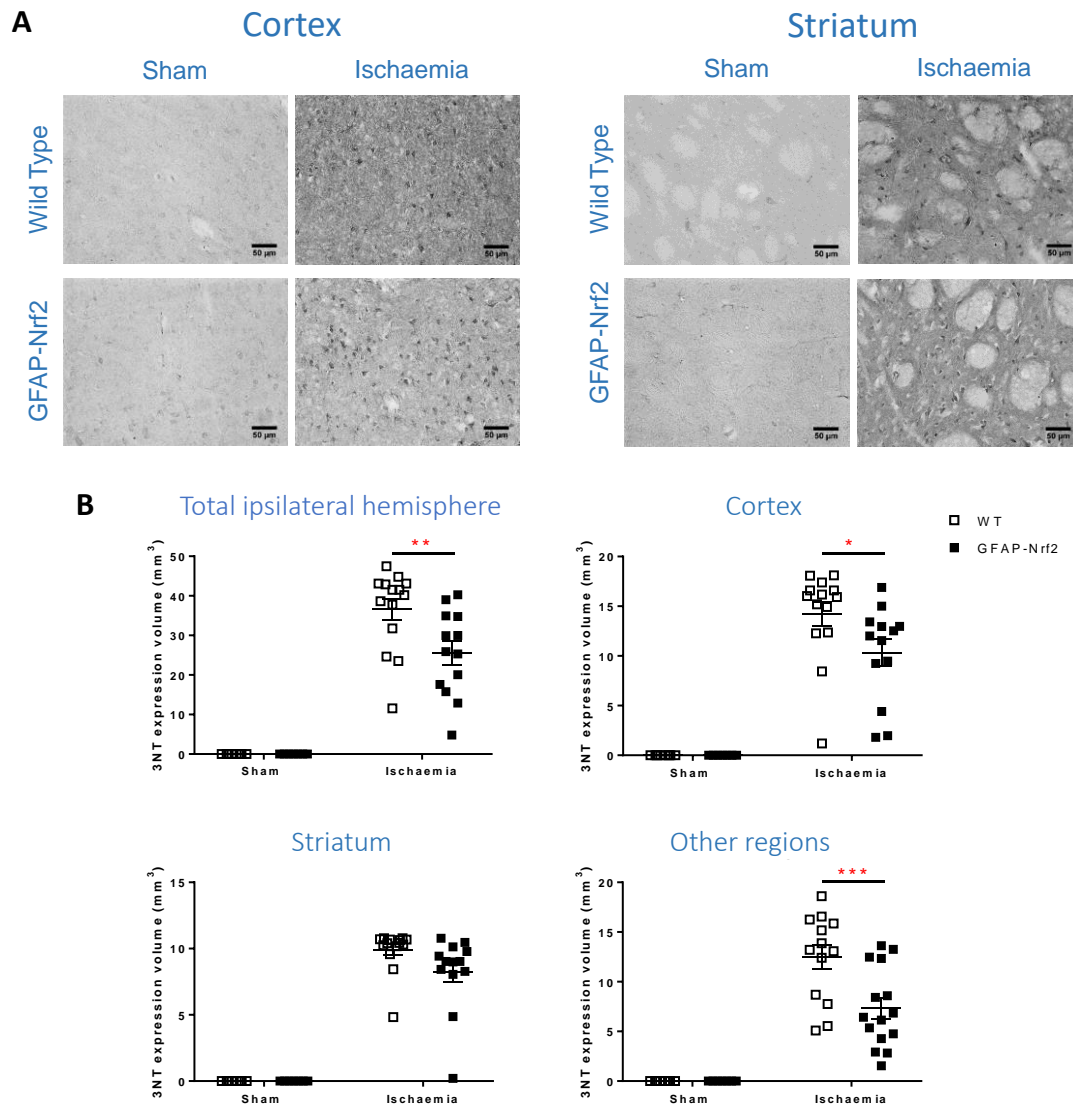 A
Cortex
Striatum
Sham
Ischaemia
Sham
Ischaemia
Wild Type
50 µm
50 µm
Wild Type
50 µm
50 µm
GFAP-Nrf2
50 µm
50 µm
GFAP-Nrf2
50 µm
50 µm
B
Total ipsilateral hemisphere
Cortex
WT
GFAP-Nrf2
3NT expression volume (mm³)
50
40
30
20
10
0
**
Sham
Ischaemia
3NT expression volume (mm³)
20
15
10
5
0
*
Sham
Ischaemia
Striatum
Other regions
3NT expression volume (mm³)
15
10
5
0
Sham
Ischaemia
3NT expression volume (mm³)
20
15
10
5
0
***
Sham
Ischaemia